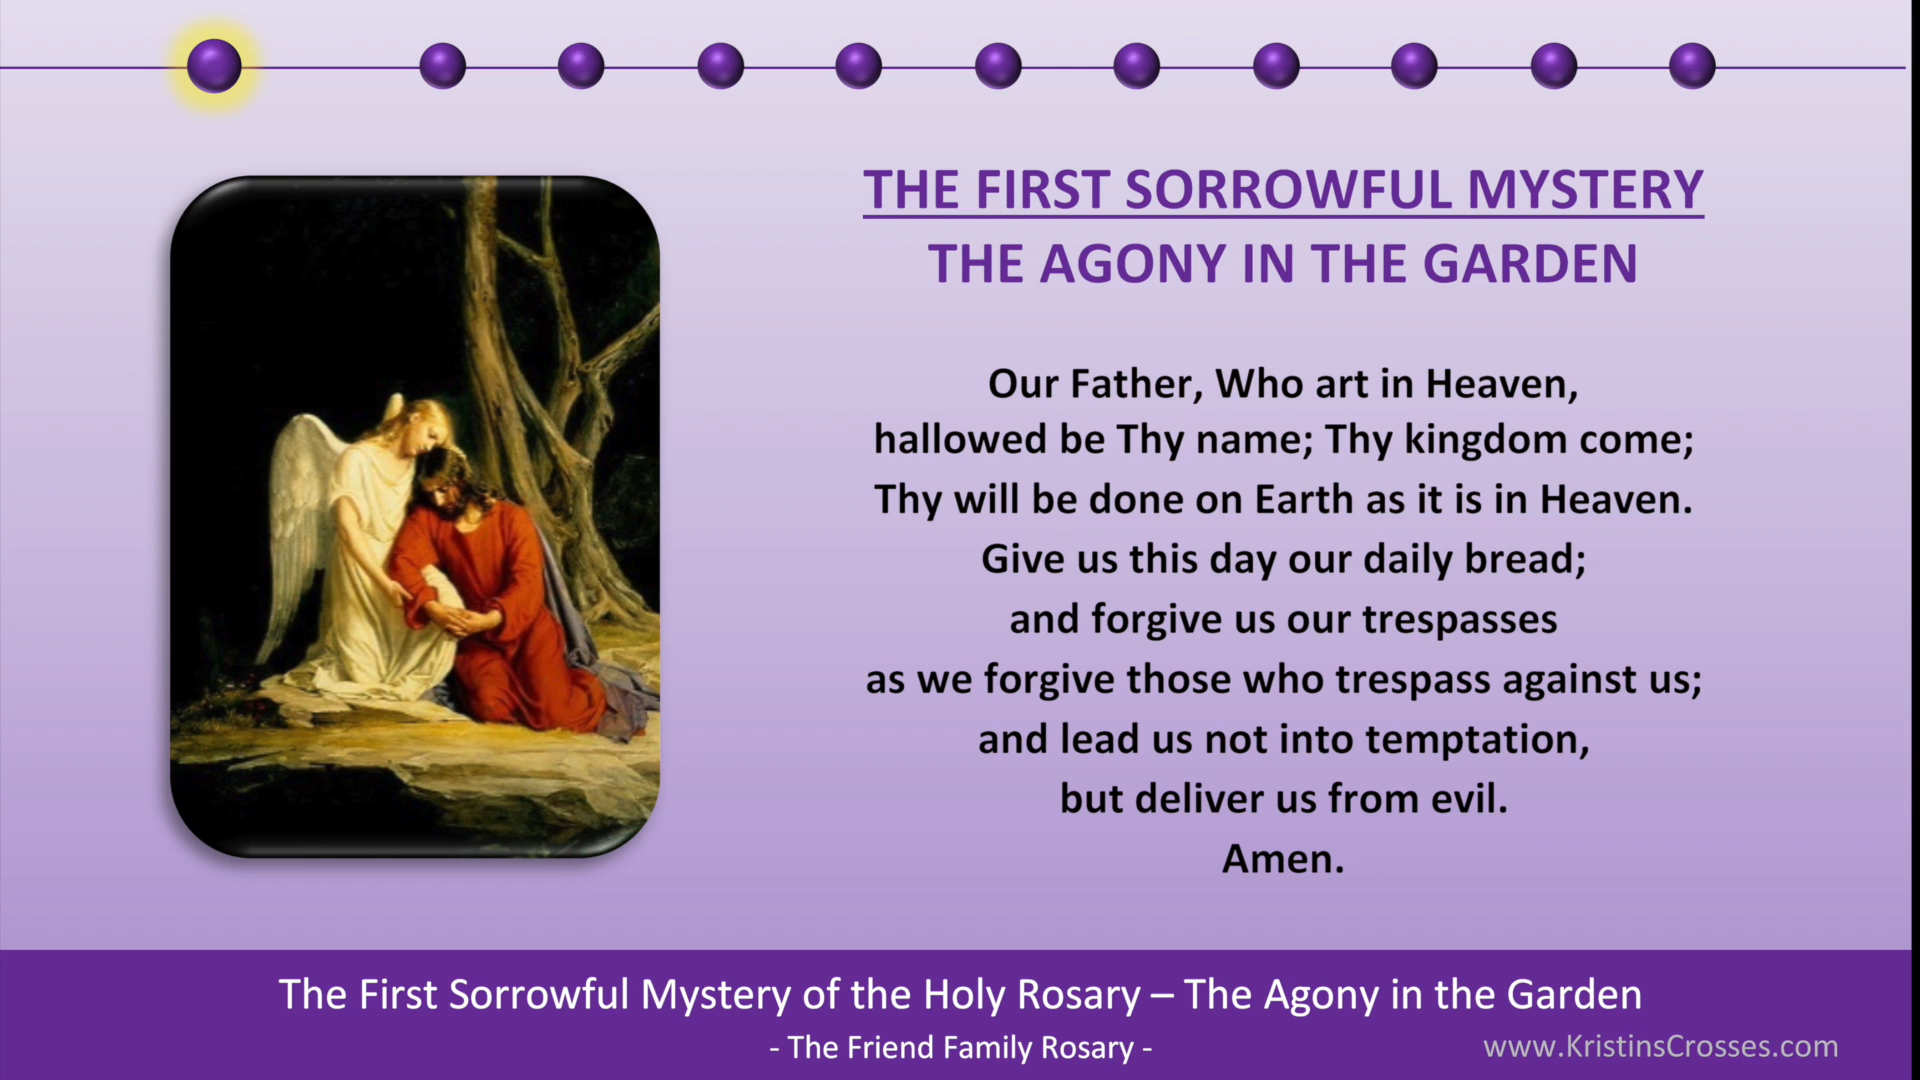 THE FIRST SORROWFUL MYSTERY
THE AGONY IN THE GARDEN
Our Father, Who art in Heaven,
hallowed be Thy name; Thy kingdom come;
Thy will be done on Earth as it is in Heaven.
Give us this day our daily bread;
and forgive us our trespasses
as we forgive those who trespass against us;
and lead us not into temptation,
but deliver us from evil.
Amen.
The First Sorrowful Mystery of the Holy Rosary – The Agony in the Garden
- The Friend Family Rosary -
www.KristinsCrosses.com